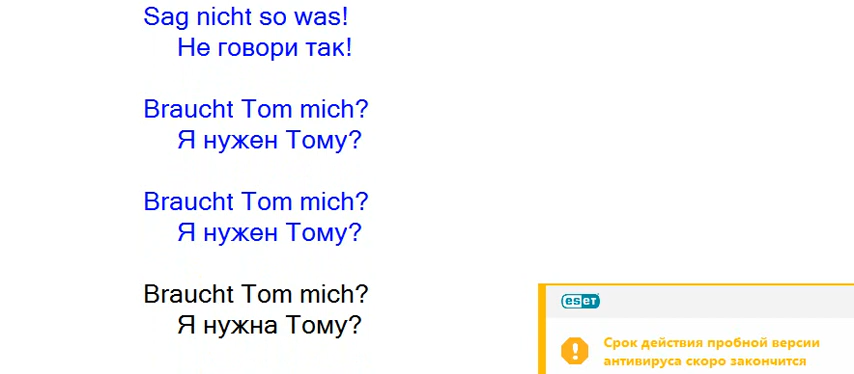 Sag nicht so was!
Не говори так!
Braucht Tom mich?
Я нужен Тому?
Braucht Tom mich?
Я нужен Тому?
Braucht Tom mich?
Я нужна Тому?
eset
Срок действия пробной версии
антивируса скоро закончится